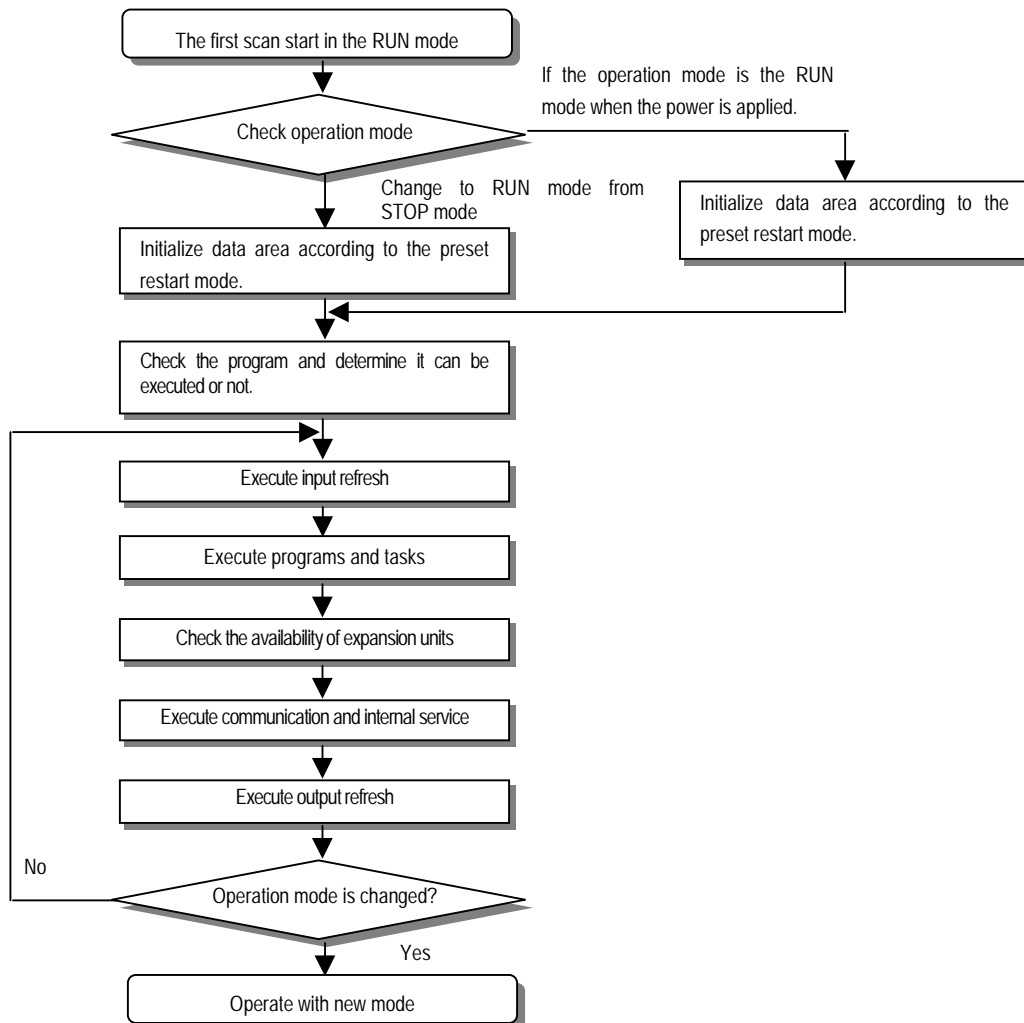 The first scan start in the RUN mode
If the operation mode is the RUN
mode when the power is applied.
Check operation mode
Change to RUN mode from
STOP mode
Initialize data area according to the
preset restart mode.
Initialize data area according to the preset
restart mode.
Check the program and determine it can be
executed or not.
Execute input refresh
Execute programs and tasks
Check the availability of expansion units
Execute communication and internal service
Execute output refresh
No
Operation mode is changed?
Yes
Operate with new mode